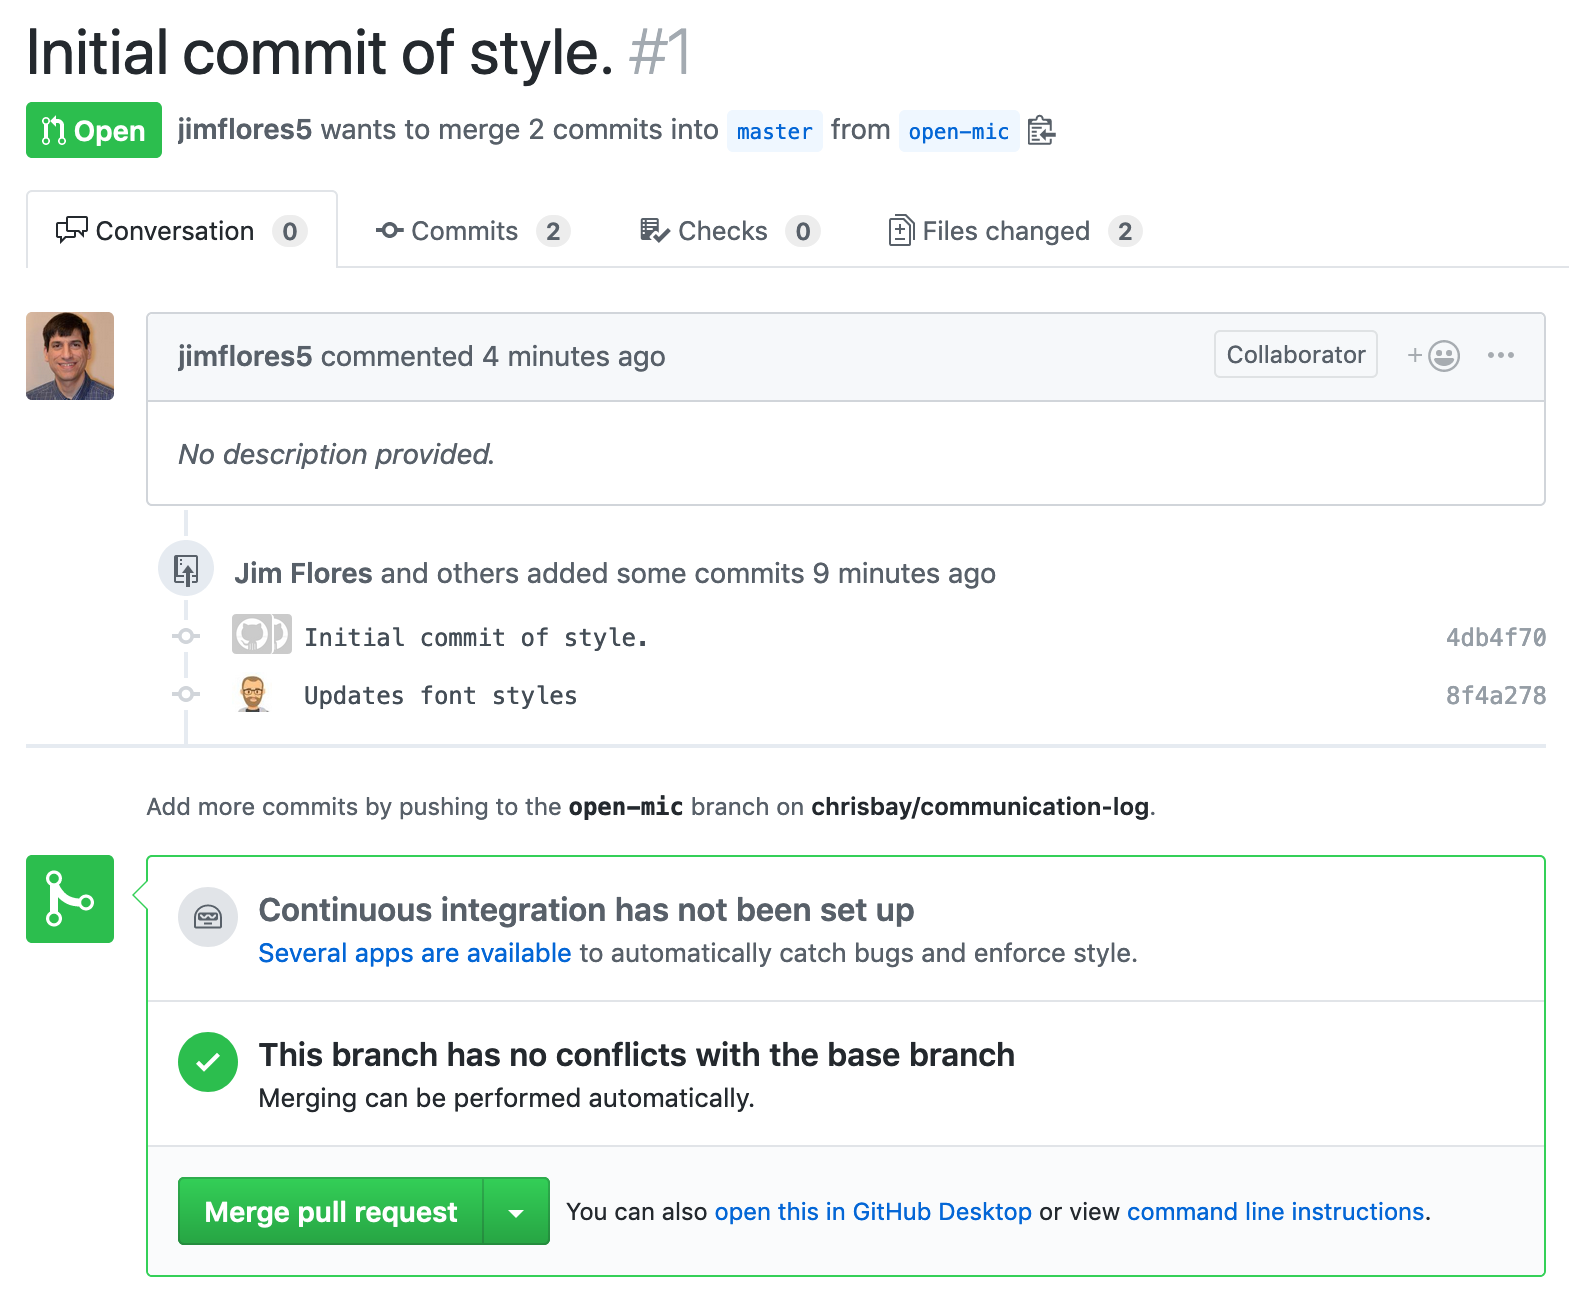 Initial commit of style. #1
Open jimflores5 wants to merge 2 commits into master from open-mic
Conversation 0 Commits 2 Checks 0 Files changed 2
jimflores5 commented 4 minutes ago Collaborator +
No description provided.
Jim Flores and others added some commits 9 minutes ago
Initial commit of style. 4db4f70
Updates font styles 8f4a278
Add more commits by pushing to the open-mic branch on chrisbay/communication-log.
Continuous integration has not been set up
Several apps are available to automatically catch bugs and enforce style.
This branch has no conflicts with the base branch
Merging can be performed automatically.
Merge pull request You can also open this in GitHub Desktop or view command line instructions.